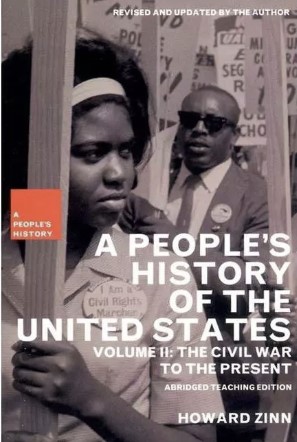 REVISED AND UPDATED BY THE AUTHOR
A
PEOPLE'S
HISTORY
A PEOPLE'S
HISTORY
OF THE
UNITED STATES
VOLUME II: THE CIVIL WAR
TO THE PRESENT
ABRIDGED TEACHING EDITION
HOWARD ZINN
I Am a
Civil Rights
Marcher
SEG